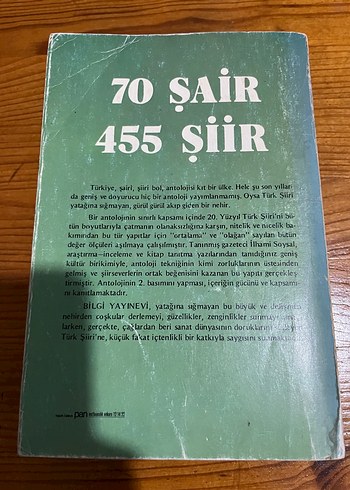 70 ŞAİR
455 ŞİİR
Türkiye, şairi, şiiri bol, antolojisi kıt bir ülke. Hele şu son yıllar-
da geniş ve doyurucu hiç bir antoloji yayımlanmamış. Oysa Türk Şiiri
yatağına sığmayan, gürül gürül akıp giden bir nehir.
Bir antolojinin sınırlı kapsamı içinde 20. Yüzyıl Türk Şiiri'ni bü-
tün boyutlarıyla çatmanın olanaksızlığına karşın, nitelik ve nicelik ba-
kımından bu tür yapıtlar için "ortalama" ve "olağan" sayılan bütün
değer ölçüleri aşılmaya çalışılmıştır. Tanınmış gazeteci İlhami Soysal,
araştırma—inceleme ve kitap tanıtma yazılarından tanıdığınız geniş
kültür birikimiyle, antoloji tekniğinin kimi zorluklarının üstesinden
gelmiş ve şiirseverlerin ortak beğenisini kazanan bu yapıtı gerçekleş-
tirmiştir. Antolojinin 2. basımını yapması, içeriğin gücünü ve kapsamı-
nı kanıtlamaktadır.
BİLGİ YAYINEVİ, yatağına sığmayan bu büyük ve değişken
nehirden coşkular derlemeyi, güzellikler, zenginlikler sunmayı
larken, gerçekte, çağlardan beri sanat dünyasının doruklarını
Türk Şiiri'ne, küçük fakat içtenlikli bir katkıyla saygısını sunmaktadır.
pan